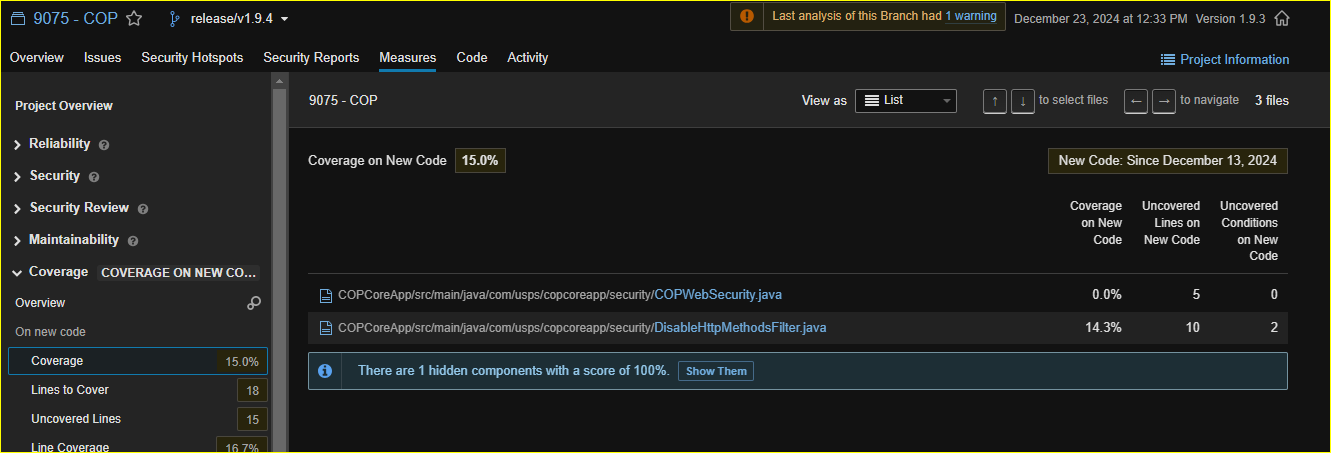 9075 - COP release/v1.9.4 Last analysis of this Branch had 1 warning December 23, 2024 at 12:33 PM Version 1.9.3
Overview Issues Security Hotspots Security Reports Measures Code Activity Project Information
Project Overview
Reliability
Security
Security Review
Maintainability
Coverage COVERAGE ON NEW CO...
Overview
On new code
Coverage 15.0%
Lines to Cover 18
Uncovered Lines 15
Line Coverage 16.7%
9075 - COP View as List ↑ ↓ to select files ← → to navigate 3 files
Coverage on New Code 15.0% New Code: Since December 13, 2024
Coverage on New Code
Uncovered Lines on New Code
Uncovered Conditions on New Code
COPCoreApp/src/main/java/com/usps/copcoreapp/security/COPWebSecurity.java 0.0% 5 0
COPCoreApp/src/main/java/com/usps/copcoreapp/security/DisableHttpMethodsFilter.java 14.3% 10 2
There are 1 hidden components with a score of 100%. Show Them